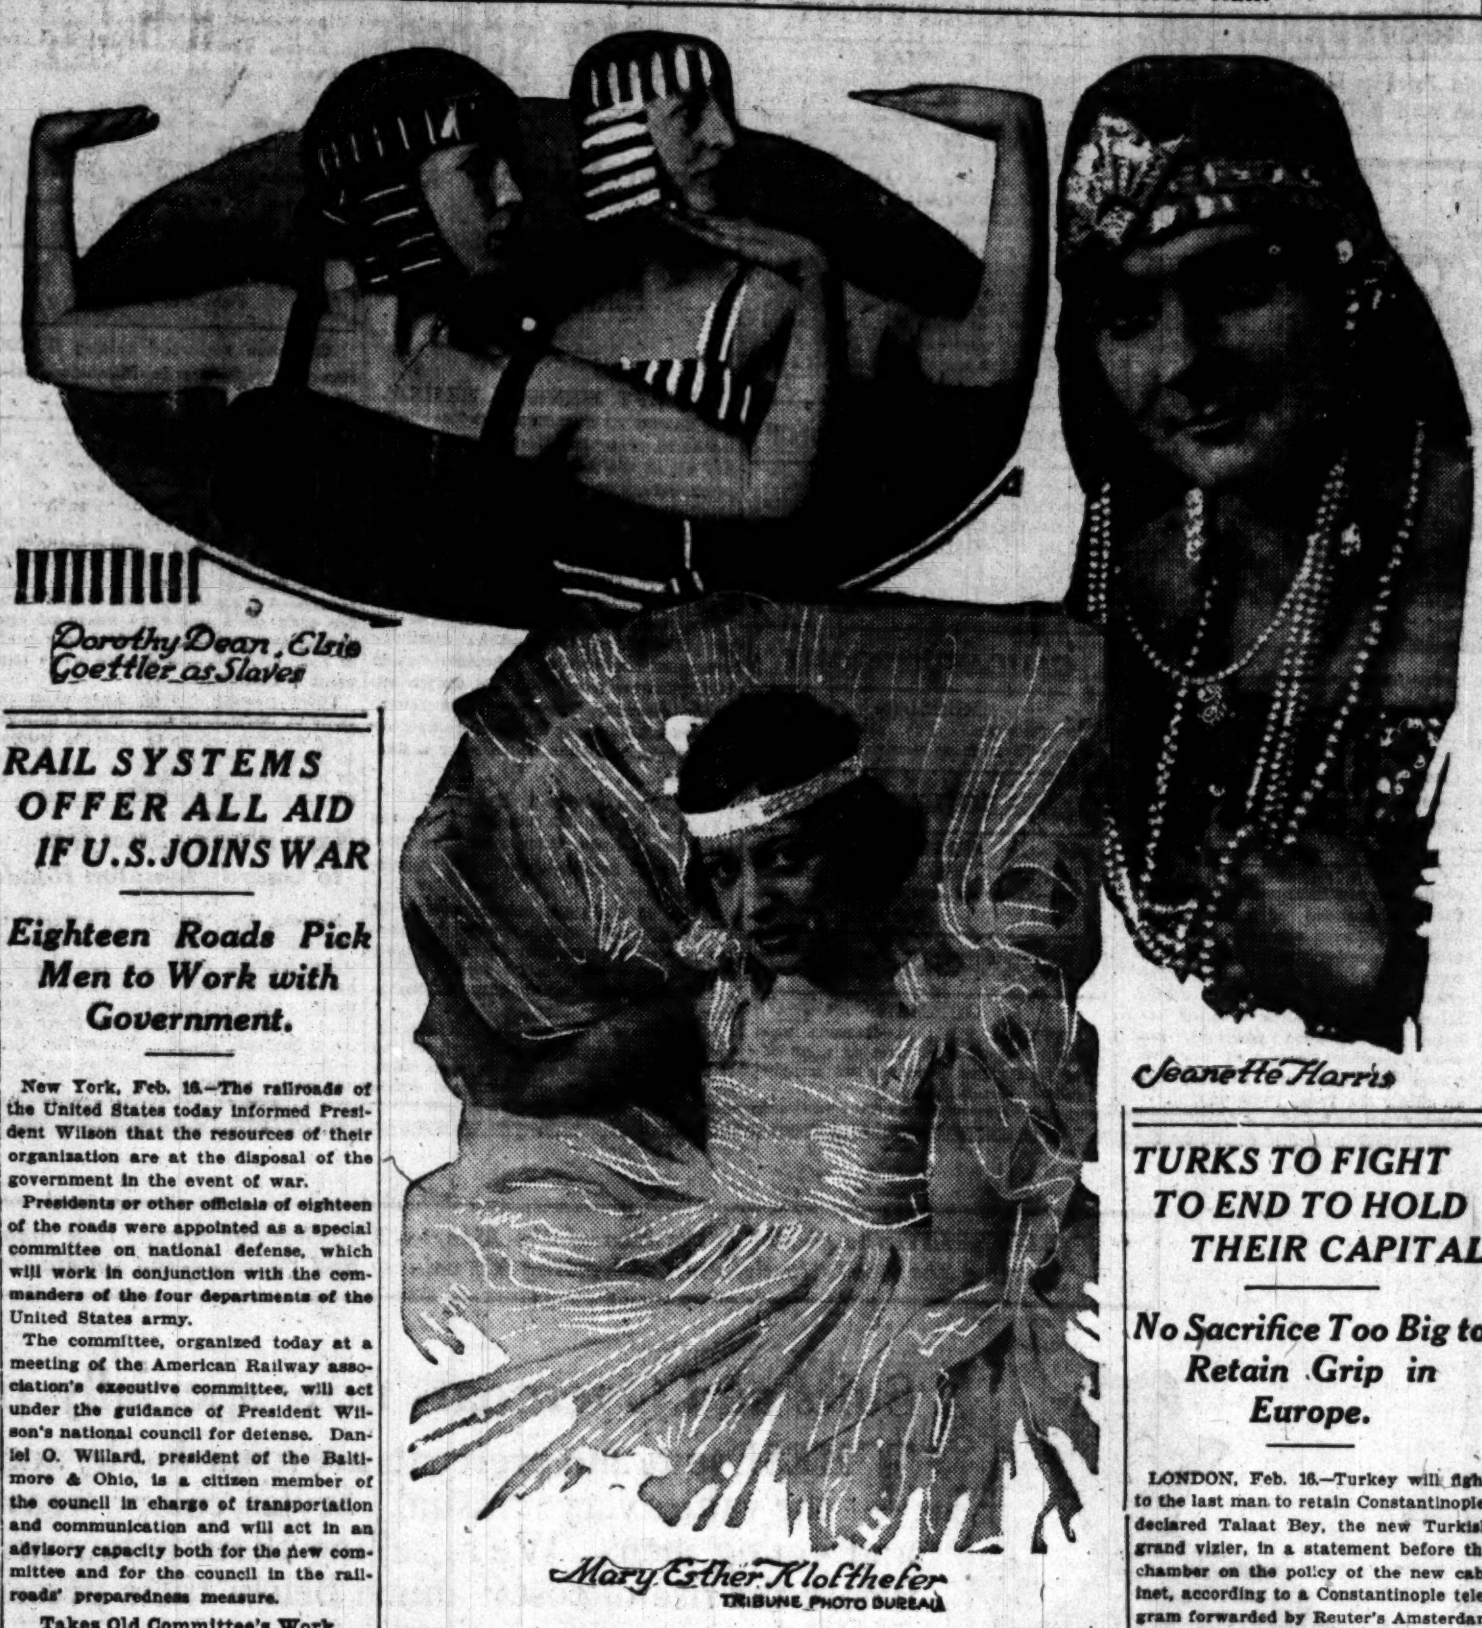 Dorothy Dean, Elsie
Goettler as Slaves
RAIL SYSTEMS
OFFER ALL AID
IF U.S. JOINS WAR
Eighteen Roads Pick
Men to Work with
Government.
New York, Feb. 16.—The railroads of
the United States today informed Presi-
dent Wilson that the resources of their
organization are at the disposal of the
government in the event of war.
Presidents or other officials of eighteen
of the roads were appointed as a special
committee on national defense, which
will work in conjunction with the com-
manders of the four departments of the
United States army.
The committee, organized today at a
meeting of the American Railway asso-
ciation's executive committee, will act
under the guidance of President Wil-
son's national council for defense. Dan-
iel O. Willard, president of the Balti-
more & Ohio, is a citizen member of
the council in charge of transportation
and communication and will act in an
advisory capacity both for the new com-
mittee and for the council in the rail-
roads' preparedness measure.
Takes Old Committee's Work
Mary Esther Klofthefer
TRIBUNE PHOTO BUREAU
Jeanette Harris
TURKS TO FIGHT
TO END TO HOLD
THEIR CAPITAL
No Sacrifice Too Big to
Retain Grip in
Europe.
LONDON, Feb. 16.—Turkey will figh
to the last man to retain Constantinople
declared Talaat Bey, the new Turkis
grand vizier, in a statement before th
chamber on the policy of the new cab
inet, according to a Constantinople tele
gram forwarded by Reuter's Amsterda